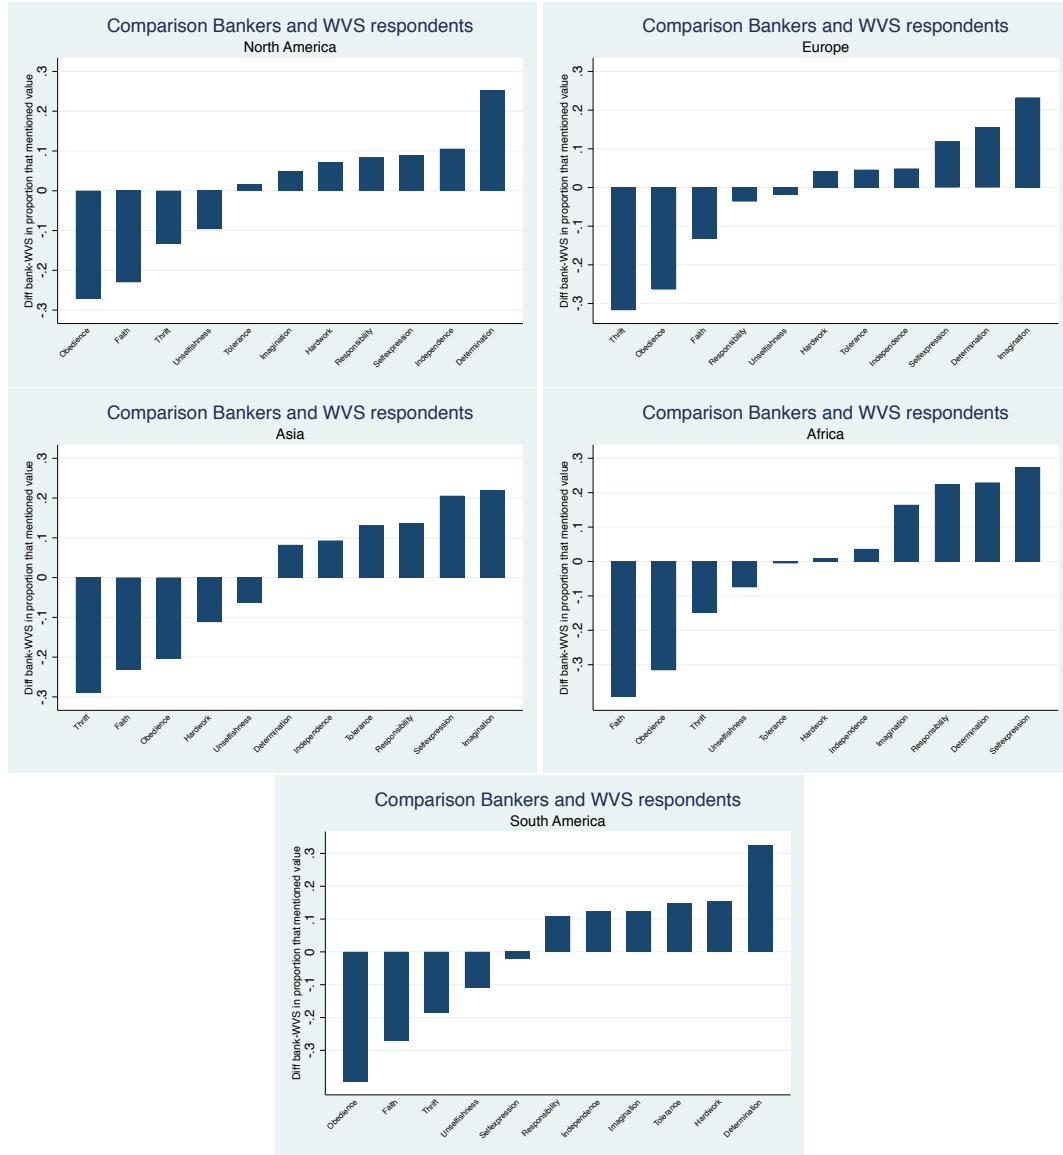 Comparison Bankers and WVS respondents
North America
Diff bank-WVS in proportion that mentioned value
.3
.2
.1
0
-.1
-.2
-.3
Obedience
Faith
Thrift
Unselfishness
Tolerance
Imagination
Hardwork
Responsibility
Selfexpression
Independence
Determination
Comparison Bankers and WVS respondents
Europe
Diff bank-WVS in proportion that mentioned value
.3
.2
.1
0
-.1
-.2
-.3
Thrift
Obedience
Faith
Responsibility
Unselfishness
Hardwork
Tolerance
Independence
Selfexpression
Determination
Imagination
Comparison Bankers and WVS respondents
Asia
Diff bank-WVS in proportion that mentioned value
.3
.2
.1
0
-.1
-.2
-.3
Thrift
Faith
Obedience
Hardwork
Unselfishness
Determination
Independence
Tolerance
Responsibility
Selfexpression
Imagination
Comparison Bankers and WVS respondents
Africa
Diff bank-WVS in proportion that mentioned value
.3
.2
.1
0
-.1
-.2
-.3
Faith
Obedience
Thrift
Unselfishness
Tolerance
Hardwork
Independence
Imagination
Responsibility
Determination
Selfexpression
Comparison Bankers and WVS respondents
South America
Diff bank-WVS in proportion that mentioned value
.3
.2
.1
0
-.1
-.2
-.3
Obedience
Faith
Thrift
Unselfishness
Selfexpression
Responsibility
Independence
Imagination
Tolerance
Hardwork
Determination